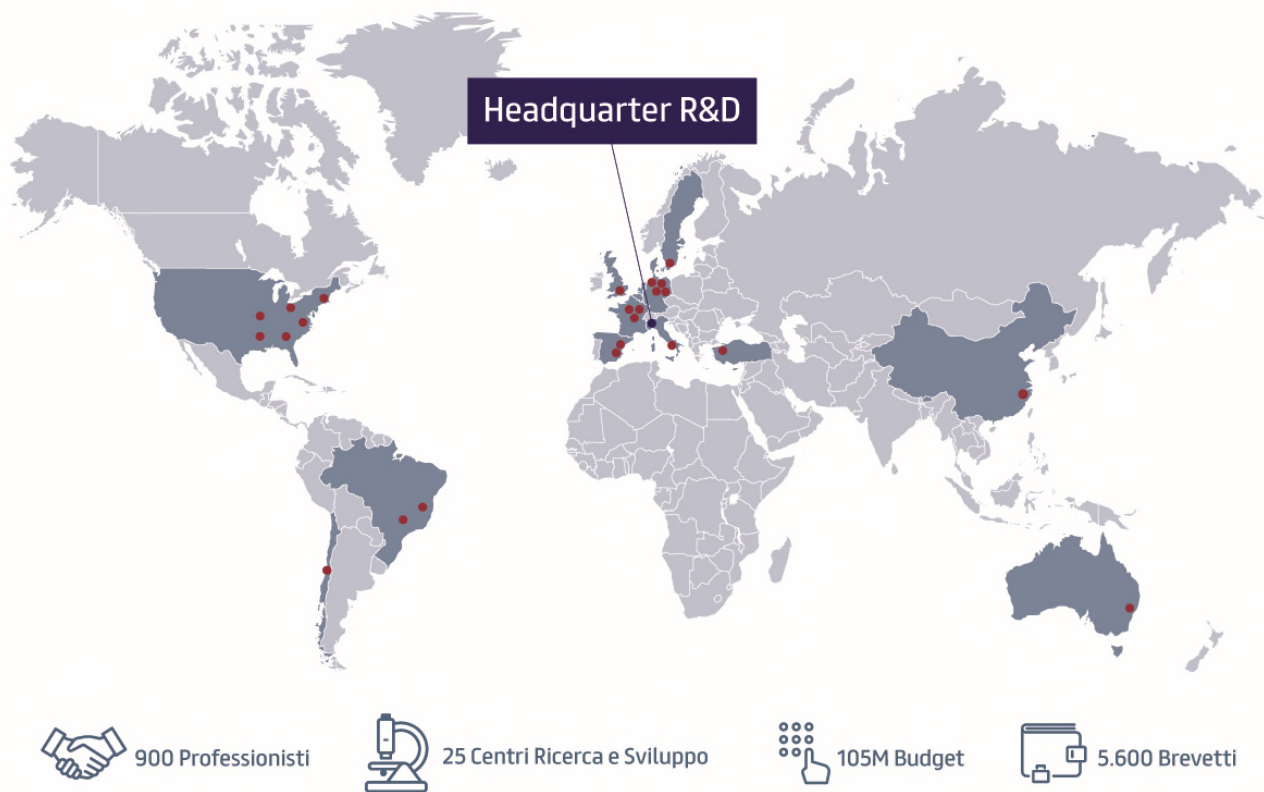 Headquarter R&D
900 Professionisti
25 Centri Ricerca e Sviluppo
105M Budget
5.600 Brevetti